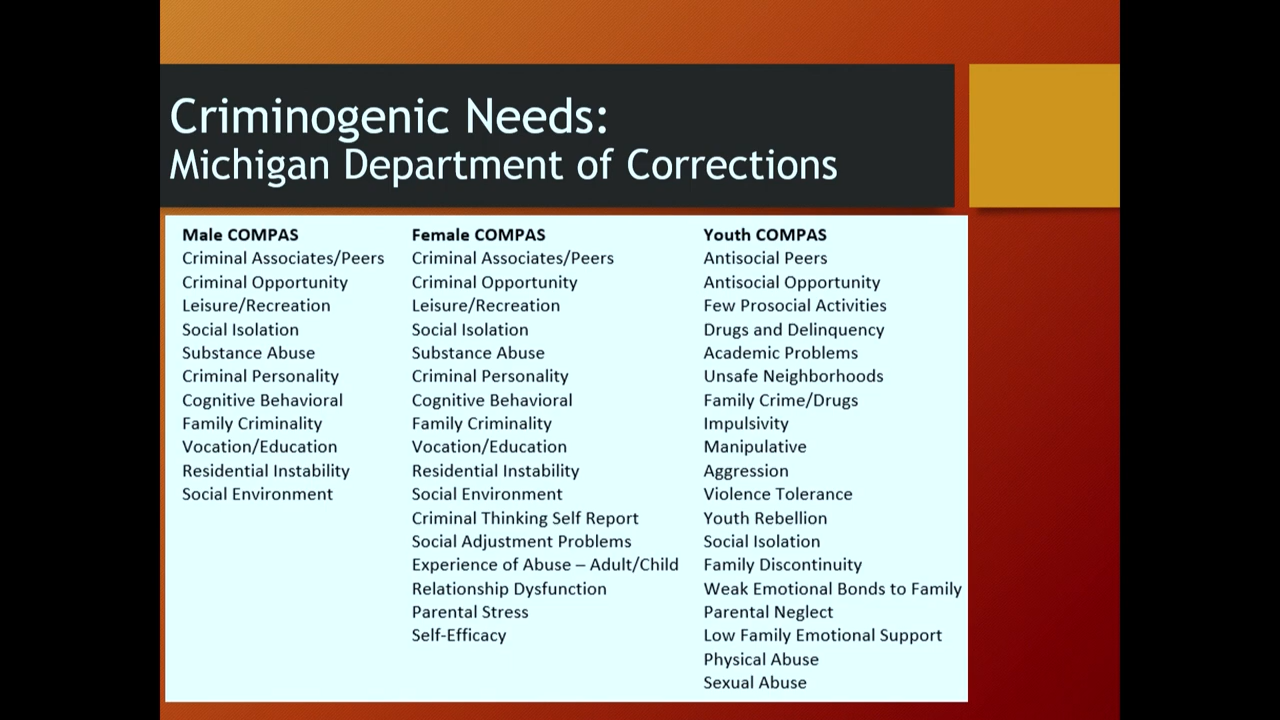 Criminogenic Needs:
Michigan Department of Corrections
Male COMPAS
Criminal Associates/Peers
Criminal Opportunity
Leisure/Recreation
Social Isolation
Substance Abuse
Criminal Personality
Cognitive Behavioral
Family Criminality
Vocation/Education
Residential Instability
Social Environment
Female COMPAS
Criminal Associates/Peers
Criminal Opportunity
Leisure/Recreation
Social Isolation
Substance Abuse
Criminal Personality
Cognitive Behavioral
Family Criminality
Vocation/Education
Residential Instability
Social Environment
Criminal Thinking Self Report
Social Adjustment Problems
Experience of Abuse – Adult/Child
Relationship Dysfunction
Parental Stress
Self-Efficacy
Youth COMPAS
Antisocial Peers
Antisocial Opportunity
Few Prosocial Activities
Drugs and Delinquency
Academic Problems
Unsafe Neighborhoods
Family Crime/Drugs
Impulsivity
Manipulative
Aggression
Violence Tolerance
Youth Rebellion
Social Isolation
Family Discontinuity
Weak Emotional Bonds to Family
Parental Neglect
Low Family Emotional Support
Physical Abuse
Sexual Abuse